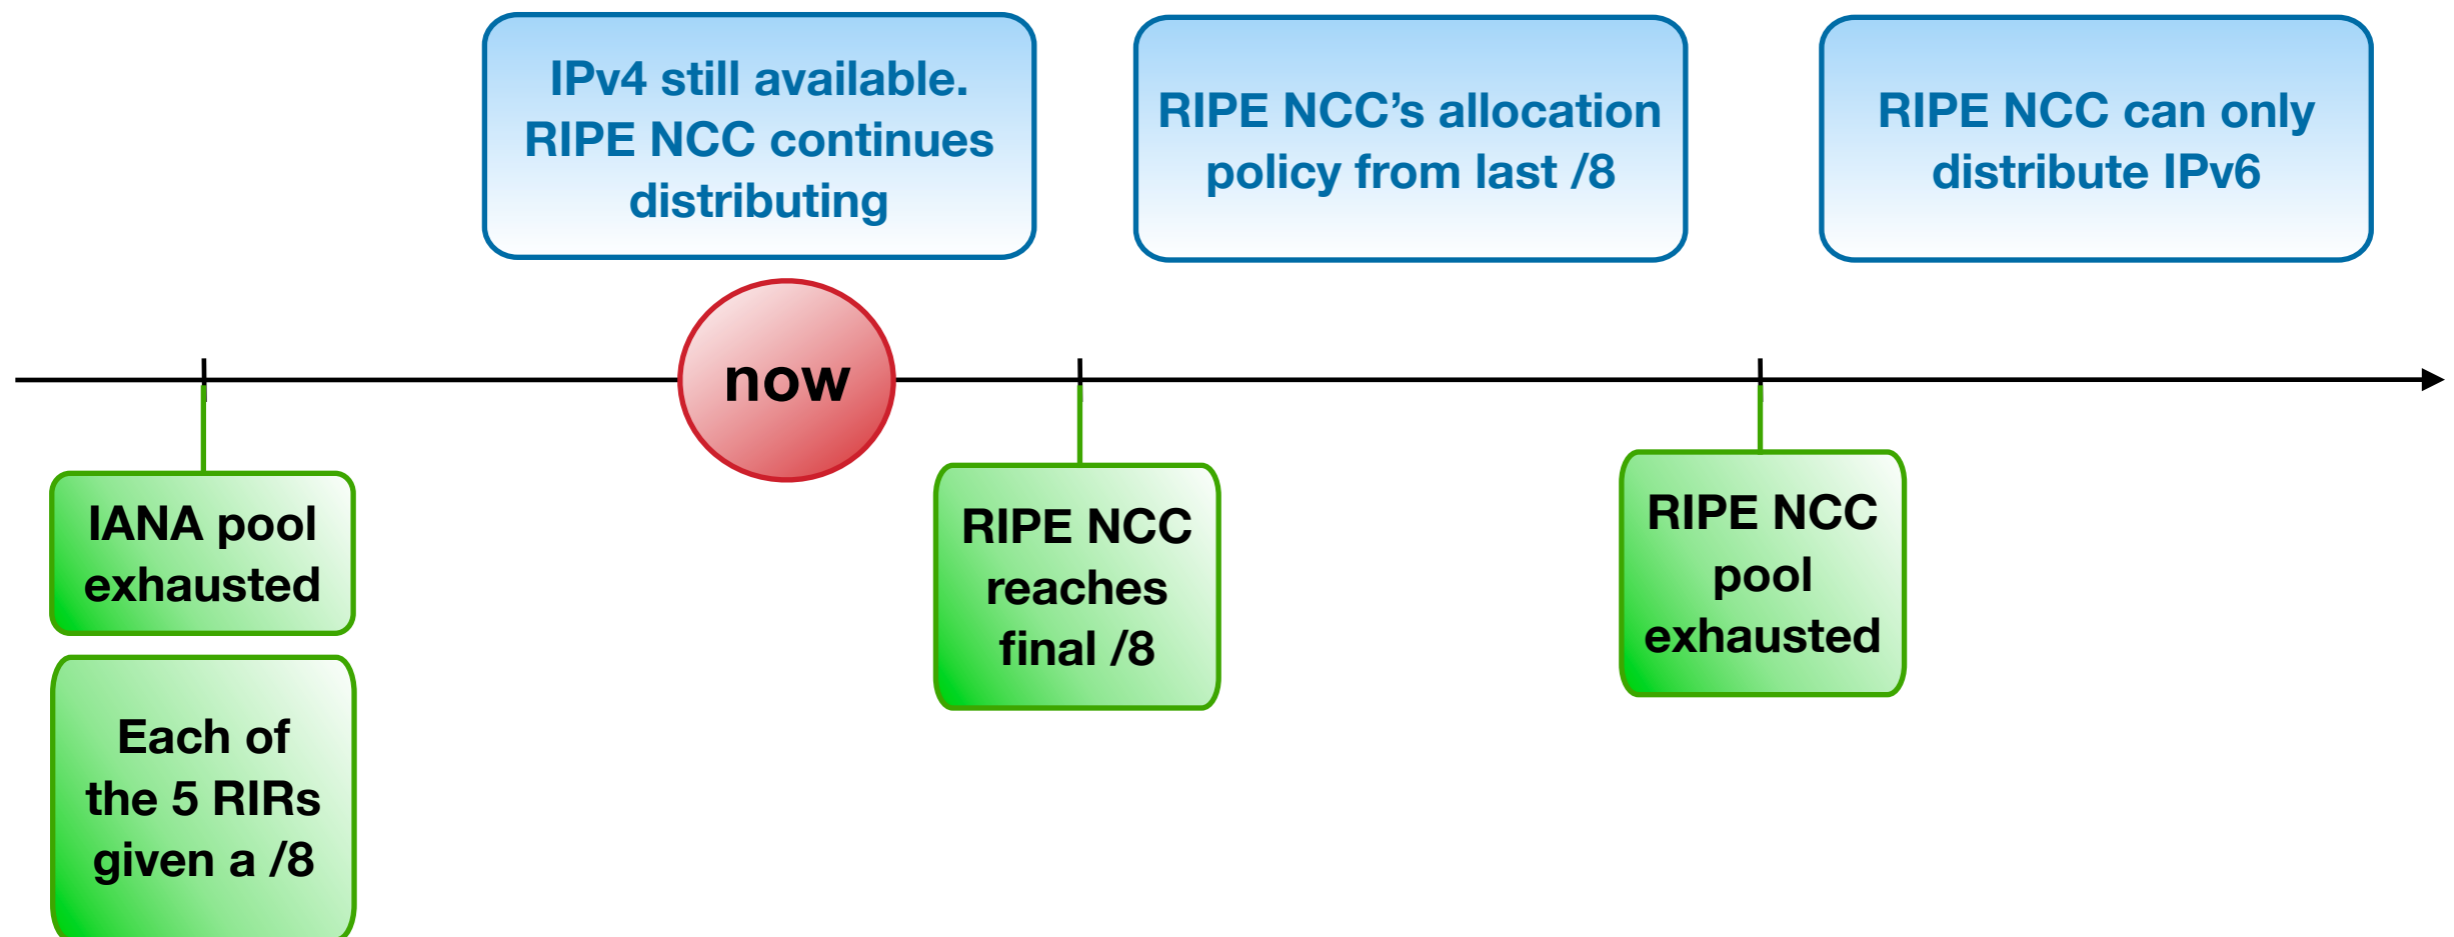 IPv4 still available.
RIPE NCC continues
distributing
RIPE NCC’s allocation
policy from last /8
RIPE NCC can only
distribute IPv6
now
IANA pool
exhausted
Each of
the 5 RIRs
given a /8
RIPE NCC
reaches
final /8
RIPE NCC
pool
exhausted